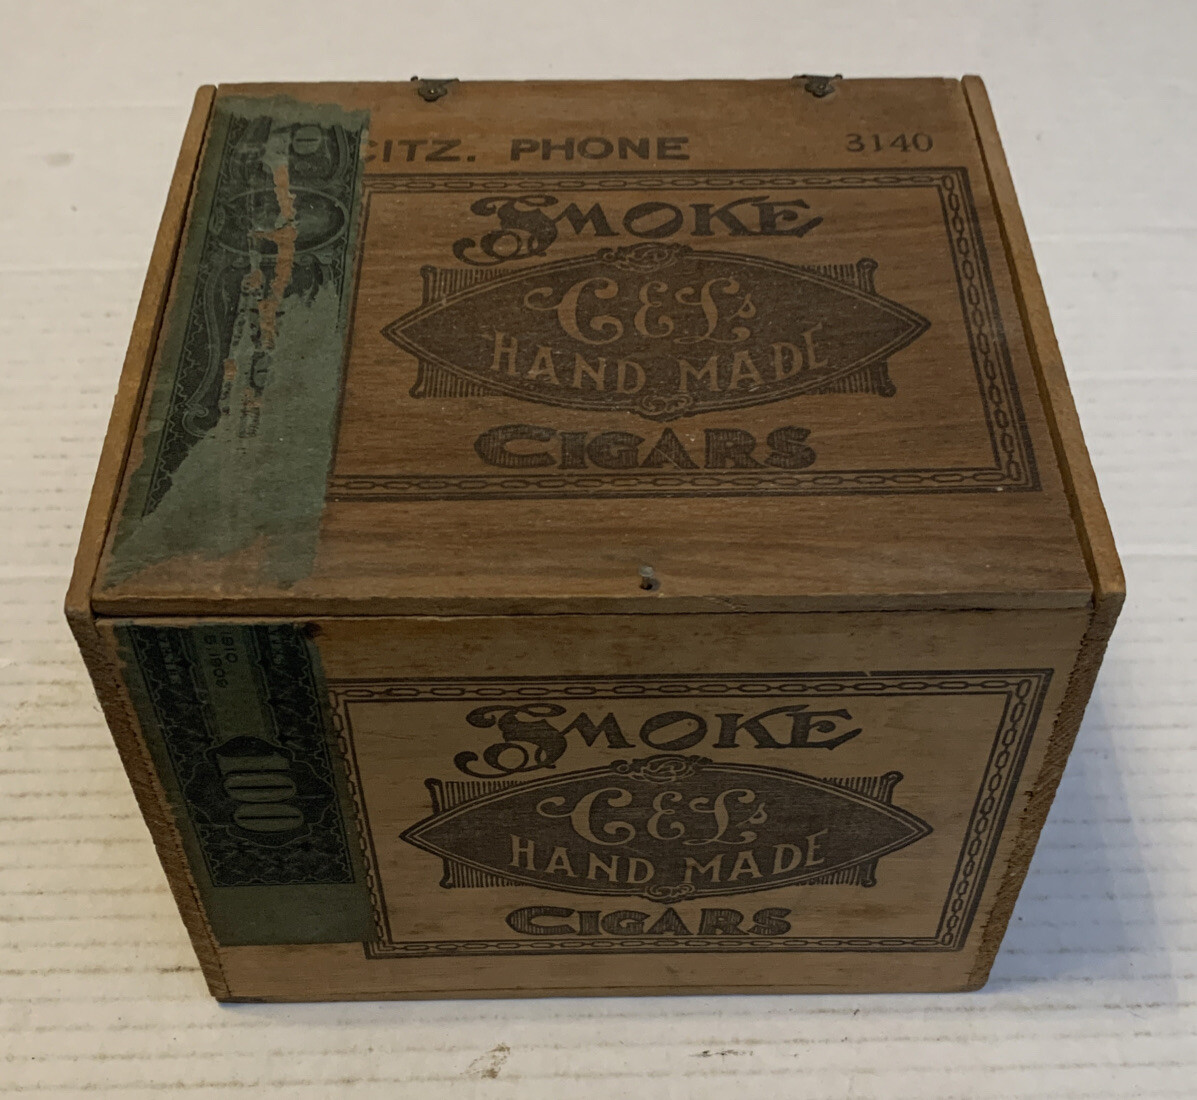 CITZ. PHONE 3140
SMOKE
C.E.L's
HAND MADE
CIGARS
100
SMOKE
C.E.L's
HAND MADE
CIGARS